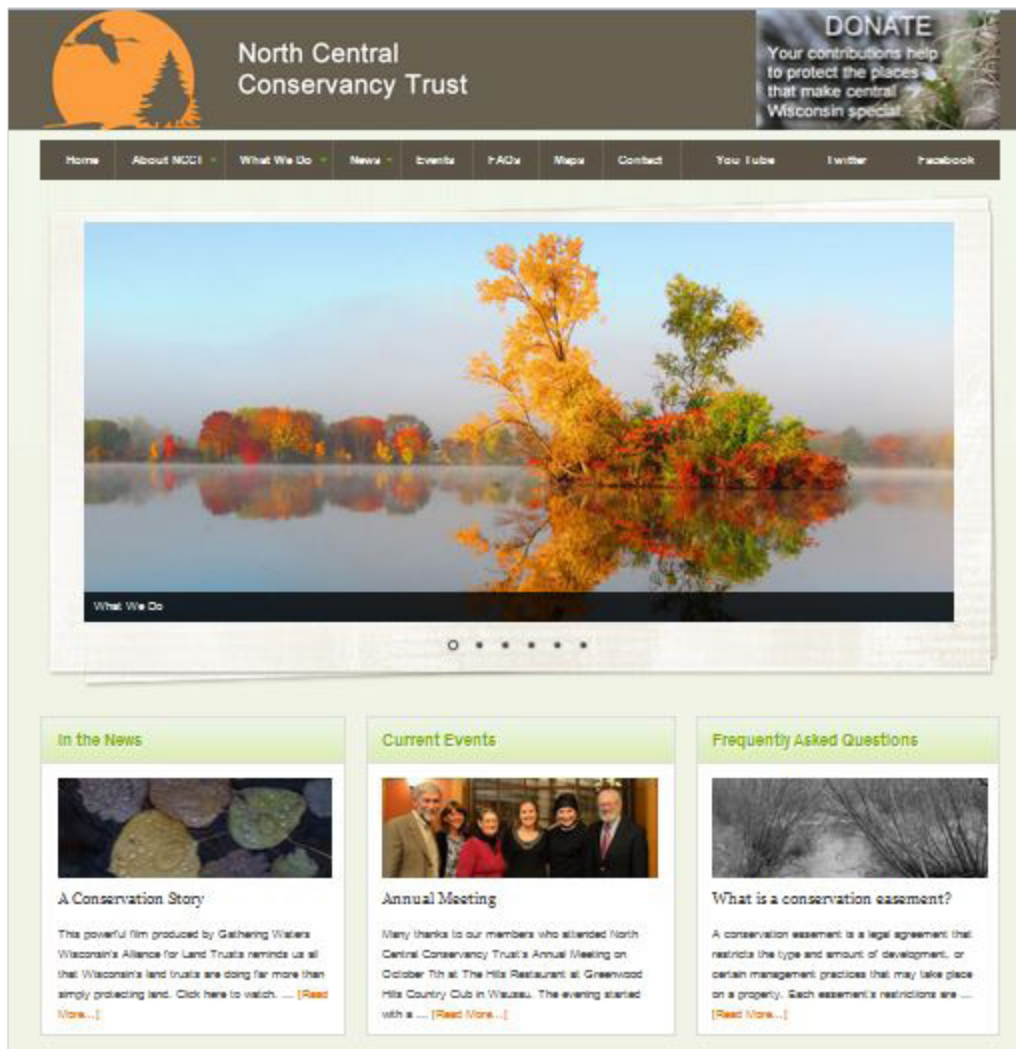 North Central
Conservancy Trust
DONATE
Your contributions help
to protect the places
that make central
Wisconsin special.
Home About NCCT What We Do News Events FAQs Maps Contact You Tube Twitter Facebook
What We Do
In the News
A Conservation Story
This powerful film produced by Gathering Waters
Wisconsin's Alliance for Land Trusts reminds us all
that Wisconsin's land trusts are doing far more than
simply protecting land. Click here to watch. ... [Read
More...]
Current Events
Annual Meeting
Many thanks to our members who attended North
Central Conservancy Trust's Annual Meeting on
October 7th at The Hills Restaurant at Greenwood
Hills Country Club in Wausau. The evening started
with a ... [Read More...]
Frequently Asked Questions
What is a conservation easement?
A conservation easement is a legal agreement that
restricts the type and amount of development, or
certain management practices that may take place
on a property. Each easement's restrictions are ...
[Read More...]